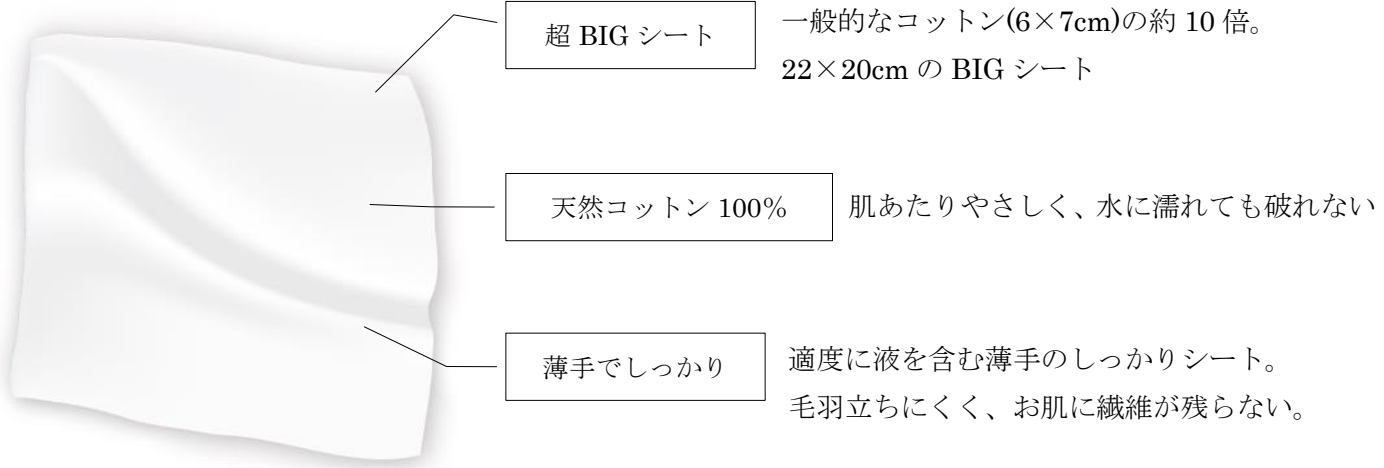 超 BIG シート
一般的なコットン(6×7cm)の約 10 倍。
22×20cm の BIG シート
天然コットン 100%
肌あたりやさしく、水に濡れても破れない
薄手でしっかり
適度に液を含む薄手のしっかりシート。
毛羽立ちにくく、お肌に繊維が残らない。